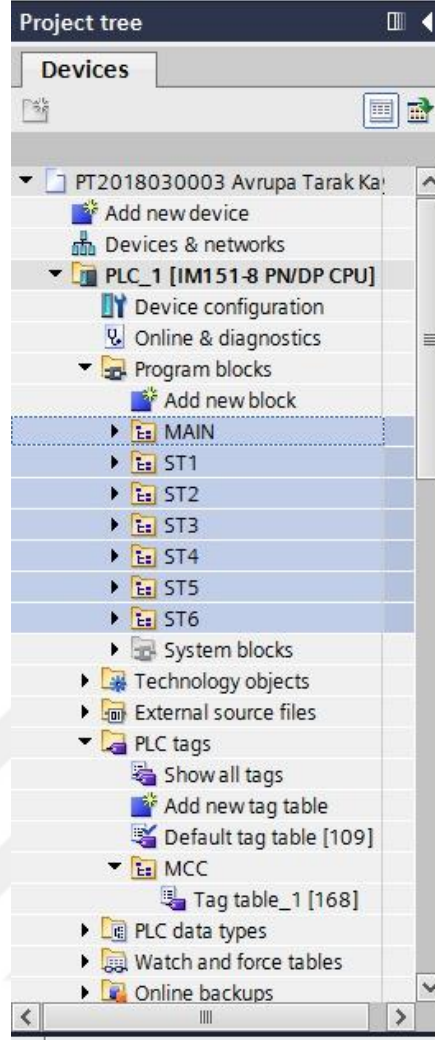 Project tree
Devices
PT2018030003 Avrupa Tarak Ka
Add new device
Devices & networks
PLC_1 [IM151-8 PN/DP CPU]
Device configuration
Online & diagnostics
Program blocks
Add new block
MAIN
ST1
ST2
ST3
ST4
ST5
ST6
System blocks
Technology objects
External source files
PLC tags
Show all tags
Add new tag table
Default tag table [109]
MCC
Tag table_1 [168]
PLC data types
Watch and force tables
Online backups